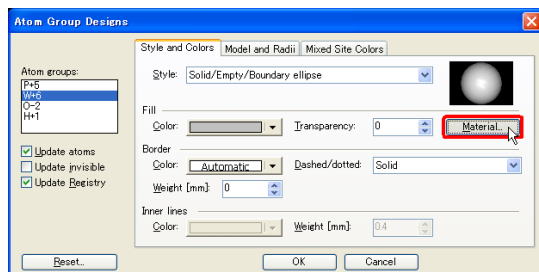 Atom Group Designs
Style and Colors Model and Radii Mixed Site Colors
Atom groups:
P+5
W+6
O-2
H+1
Style: Solid/Empty/Boundary ellipse
Fill
Color: Transparency: 0 Material...
Border
Update atoms
Color: Automatic Dashed/dotted: Solid
Update invisible
Update Registry
Weight [mm]: 0
Inner lines
Color: Weight [mm]: 0.4
Reset... OK Cancel